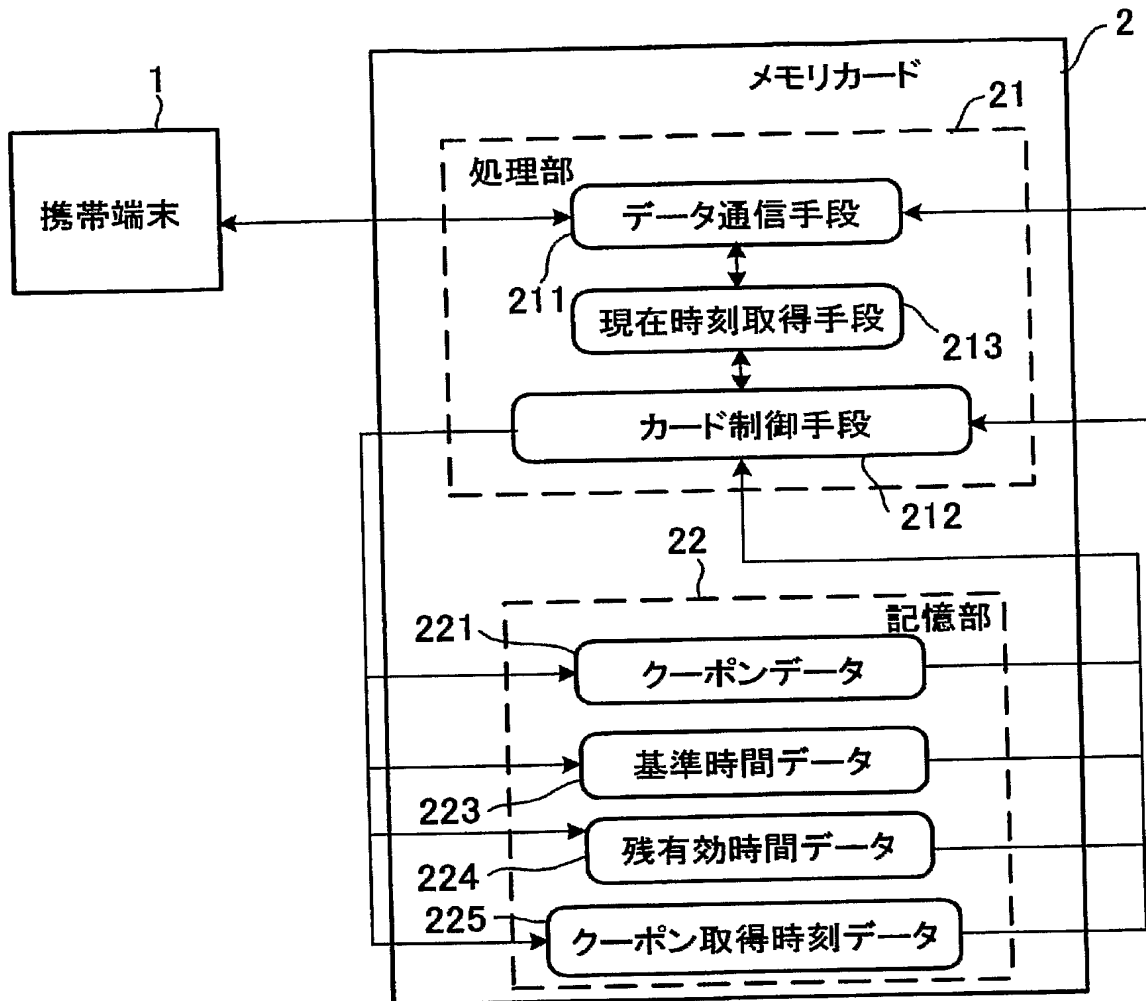 2
メモリカード
1
21
処理部
携帯端末
データ通信手段
211
現在時刻取得手段
213
カード制御手段
212
22
記憶部
221
クーポンデータ
基準時間データ
223
残有効時間データ
224
225
クーポン取得時刻データ